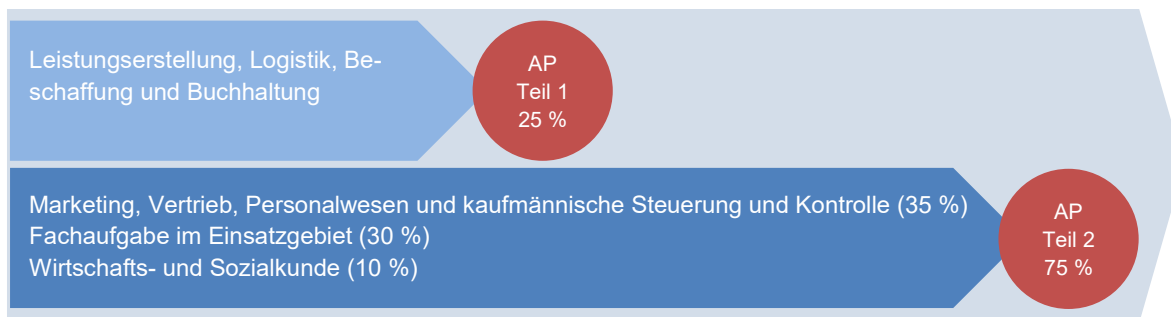 Leistungserstellung, Logistik, Be-
schaffung und Buchhaltung
AP
Teil 1
25 %
Marketing, Vertrieb, Personalwesen und kaufmännische Steuerung und Kontrolle (35 %)
Fachaufgabe im Einsatzgebiet (30 %)
Wirtschafts- und Sozialkunde (10 %)
AP
Teil 2
75 %